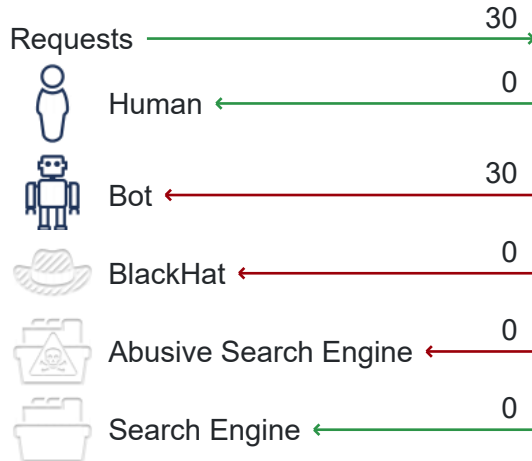 30
Requests
0
Human
30
Bot
0
BlackHat
0
Abusive Search Engine
0
Search Engine